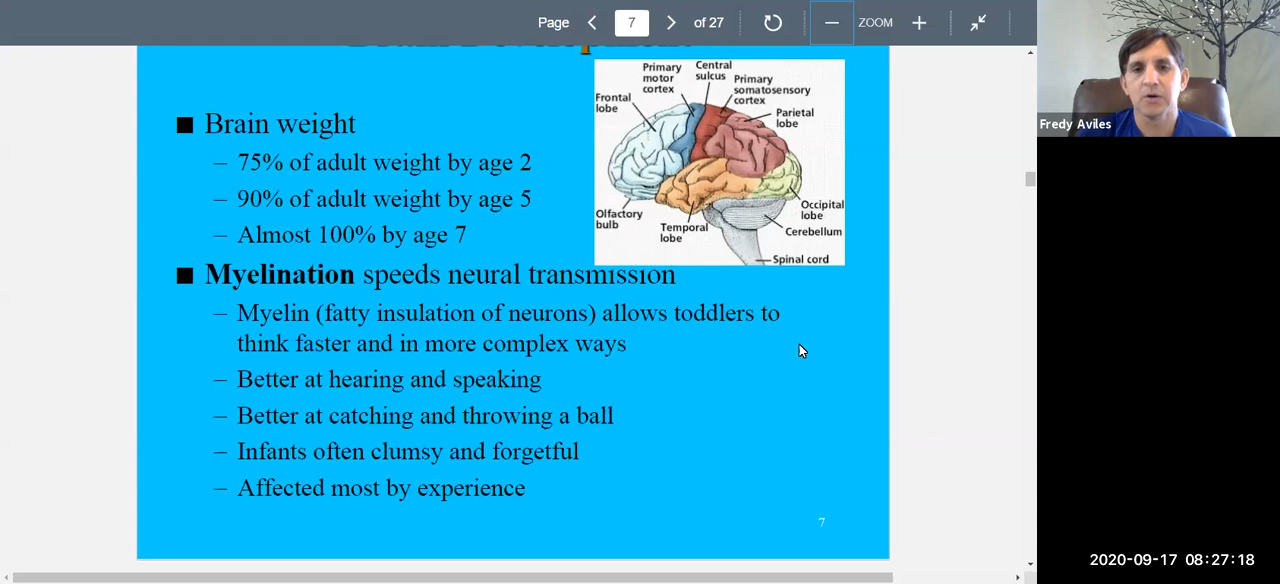 Page 7 of 27 ZOOM
Brain Development
Primary motor cortex
Central sulcus
Primary somatosensory cortex
Frontal lobe
Parietal lobe
Olfactory bulb
Temporal lobe
Occipital lobe
Cerebellum
Spinal cord
■ Brain weight
– 75% of adult weight by age 2
– 90% of adult weight by age 5
– Almost 100% by age 7
■ Myelination speeds neural transmission
– Myelin (fatty insulation of neurons) allows toddlers to
think faster and in more complex ways
– Better at hearing and speaking
– Better at catching and throwing a ball
– Infants often clumsy and forgetful
– Affected most by experience
7
Fredy Aviles
2020-09-17 08:27:18